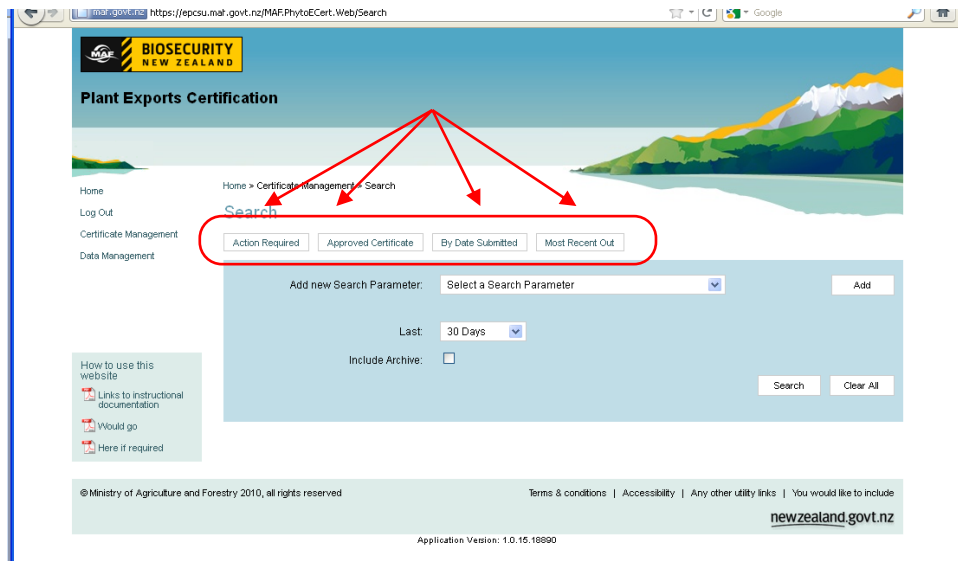 maf.govt.nz https://epcsu.maf.govt.nz/MAF.PhytoECert.Web/Search
Google
MAF BIOSECURITY
NEW ZEALAND
Plant Exports Certification
Home
Log Out
Certificate Management
Data Management
Home » Certificate Management » Search
Search
Action Required Approved Certificate By Date Submitted Most Recent Out
Add new Search Parameter: Select a Search Parameter Add
Last: 30 Days
Include Archive:
Search Clear All
How to use this
website
Links to instructional
documentation
Would go
Here if required
© Ministry of Agriculture and Forestry 2010, all rights reserved
Terms & conditions | Accessibility | Any other utility links | You would like to include
newzealand.govt.nz
Application Version: 1.0.15.18890